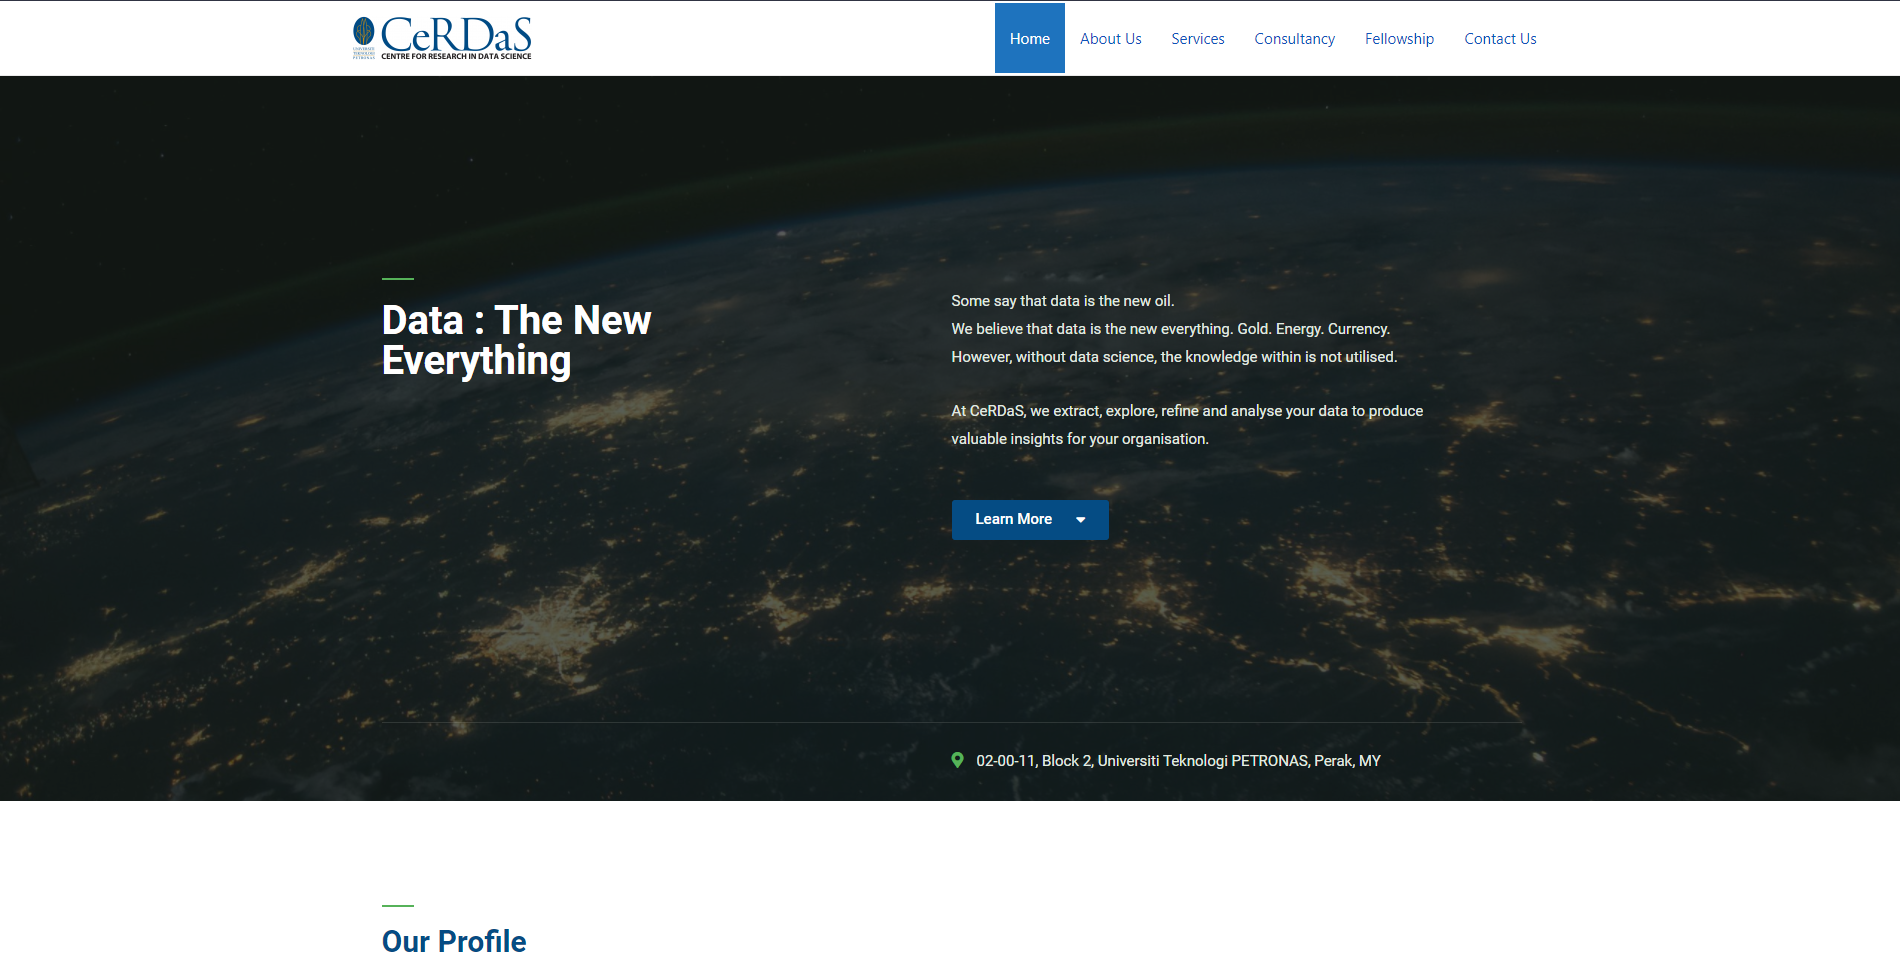 UNIVERSITI
TEKNOLOGI
PETRONAS
CeRDaS
CENTRE FOR RESEARCH IN DATA SCIENCE
Home About Us Services Consultancy Fellowship Contact Us
Data : The New
Everything
Some say that data is the new oil.
We believe that data is the new everything. Gold. Energy. Currency.
However, without data science, the knowledge within is not utilised.
At CeRDaS, we extract, explore, refine and analyse your data to produce
valuable insights for your organisation.
Learn More
02-00-11, Block 2, Universiti Teknologi PETRONAS, Perak, MY
Our Profile